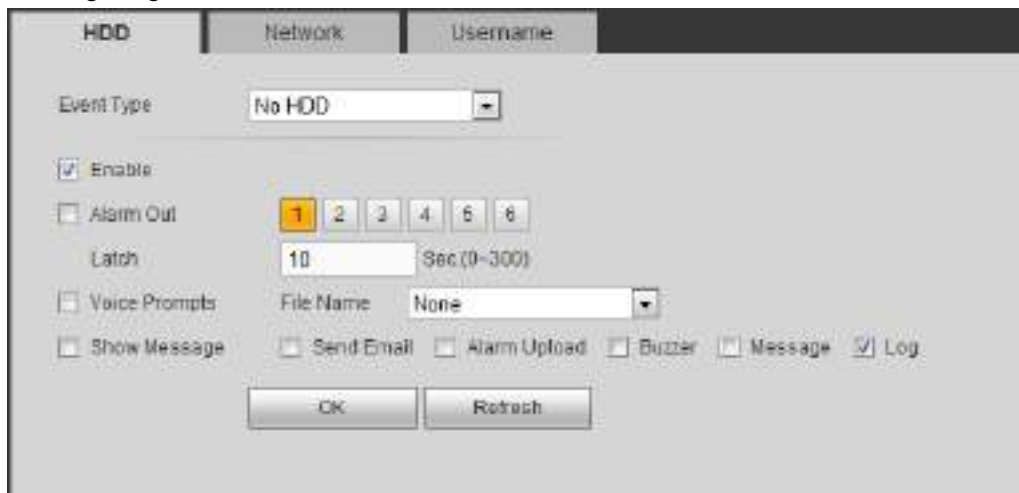 HDD Network Username
Event Type No HDD
Enable
Alarm Out 1 2 3 4 5 6
Latch 10 Sec.(0~300)
Voice Prompts File Name None
Show Message Send Email Alarm Upload Buzzer Message Log
OK Refresh